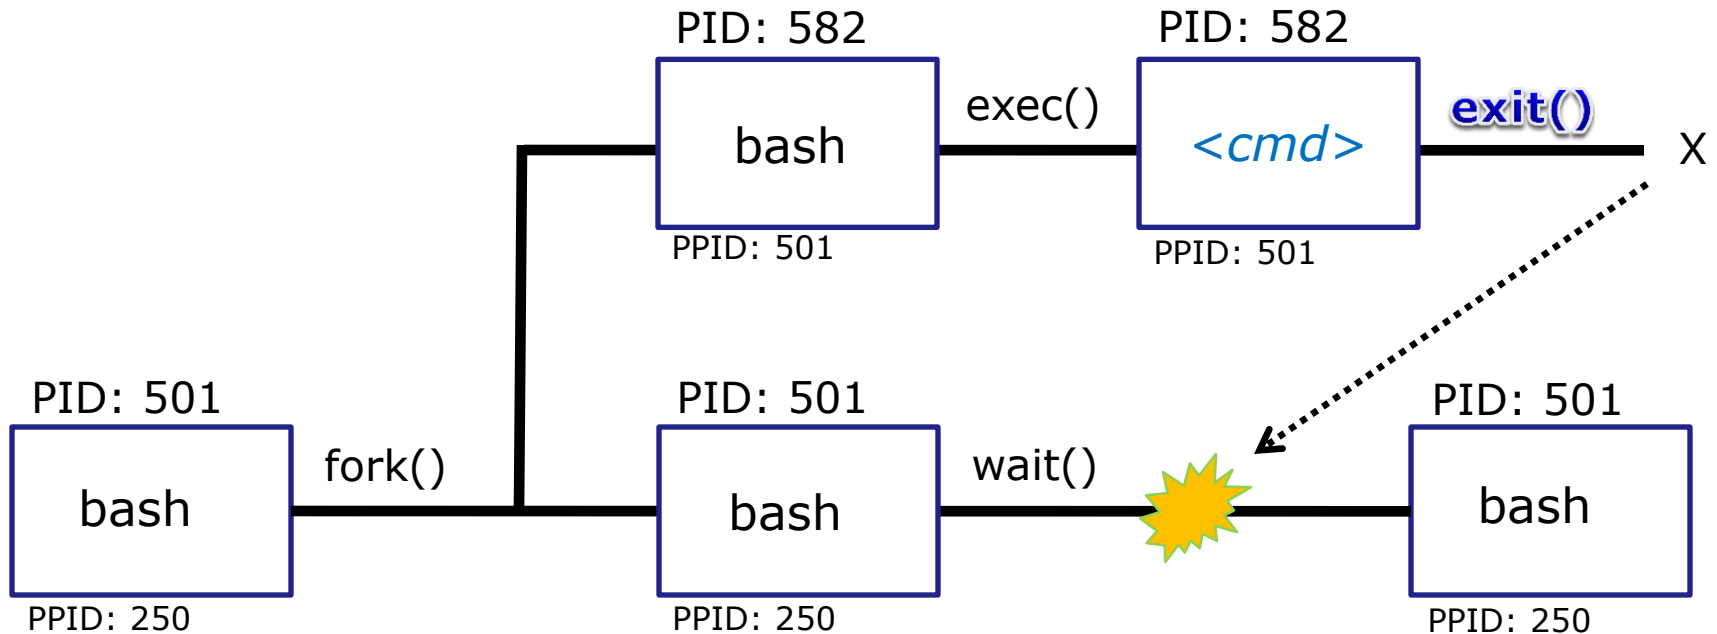 PID: 582
PID: 582
bash
exec()
<cmd>
exit()
X
PPID: 501
PPID: 501
PID: 501
PID: 501
PID: 501
bash
fork()
bash
wait()
bash
PPID: 250
PPID: 250
PPID: 250